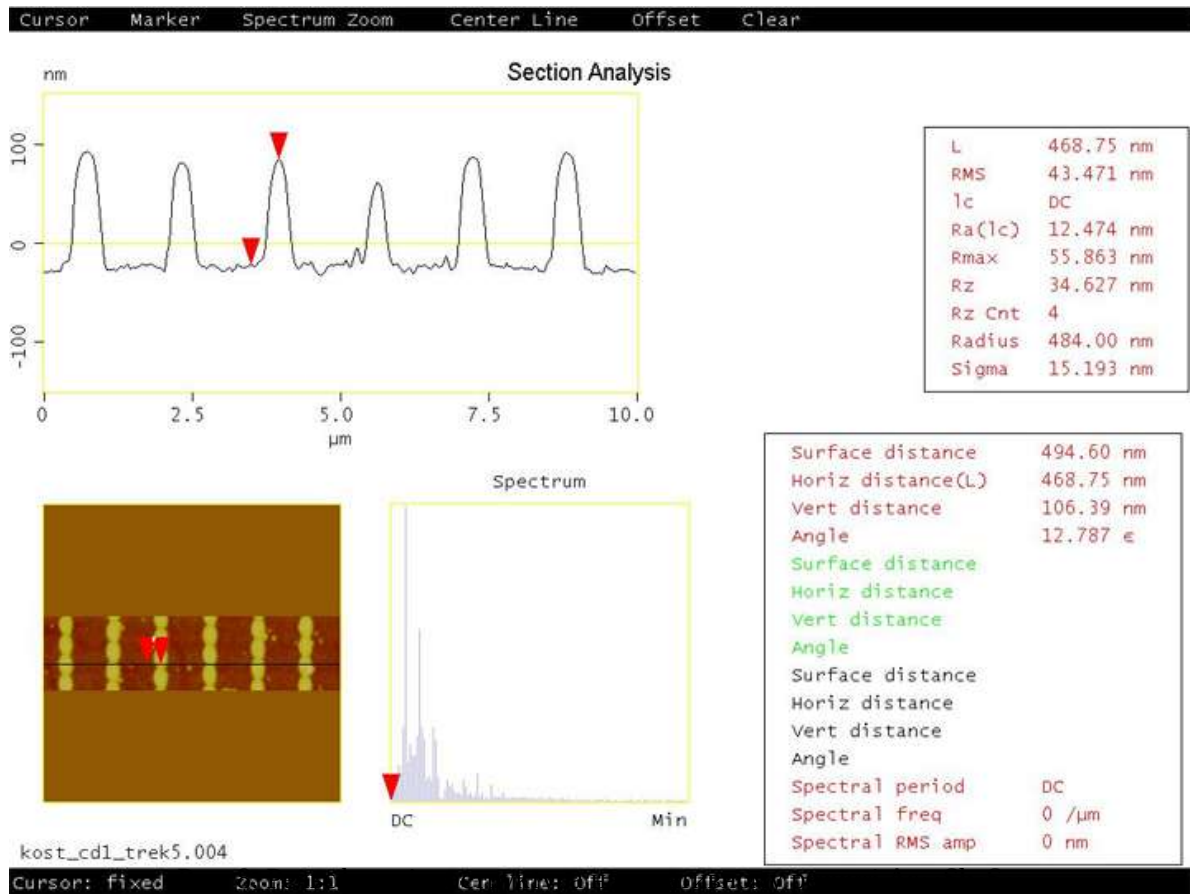 Cursor Marker Spectrum Zoom Center Line Offset Clear
Section Analysis
nm
100
0
-100
0 2.5 5.0 7.5 10.0
µm
L 468.75 nm
RMS 43.471 nm
lc DC
Ra(lc) 12.474 nm
Rmax 55.863 nm
Rz 34.627 nm
Rz Cnt 4
Radius 484.00 nm
Sigma 15.193 nm
Spectrum
DC Min
Surface distance 494.60 nm
Horiz distance(L) 468.75 nm
Vert distance 106.39 nm
Angle 12.787 є
Surface distance
Horiz distance
Vert distance
Angle
Surface distance
Horiz distance
Vert distance
Angle
Spectral period DC
Spectral freq 0 /µm
Spectral RMS amp 0 nm
kost_cd1_trek5.004
Cursor: fixed Zoom: 1:1 Cen line: Off Offset: Off